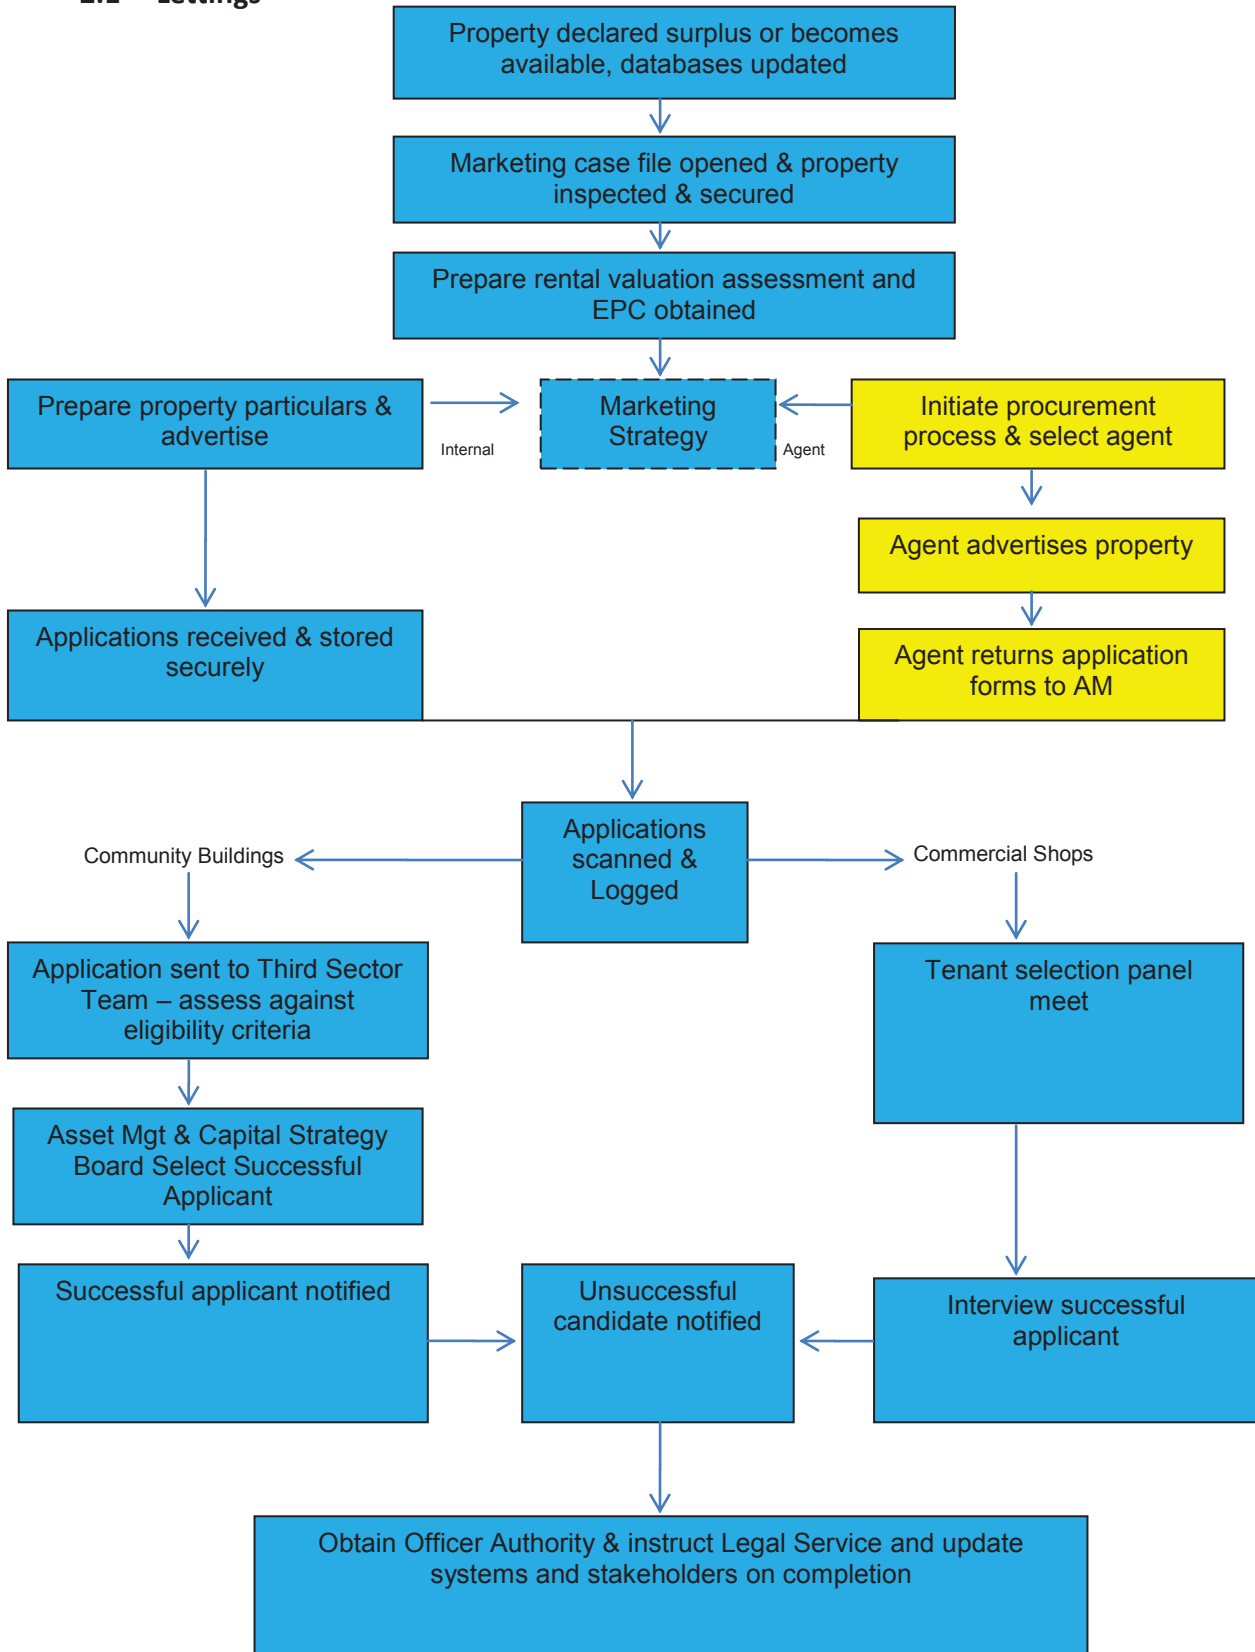 Property declared surplus or becomes
available, databases updated
Marketing case file opened & property
inspected & secured
Prepare rental valuation assessment and
EPC obtained
Prepare property particulars &
advertise
Internal
Marketing
Strategy
Agent
Initiate procurement
process & select agent
Agent advertises property
Applications received & stored
securely
Agent returns application
forms to AM
Applications
scanned &
Logged
Community Buildings
Commercial Shops
Application sent to Third Sector
Team – assess against
eligibility criteria
Tenant selection panel
meet
Asset Mgt & Capital Strategy
Board Select Successful
Applicant
Successful applicant notified
Unsuccessful
candidate notified
Interview successful
applicant
Obtain Officer Authority & instruct Legal Service and update
systems and stakeholders on completion